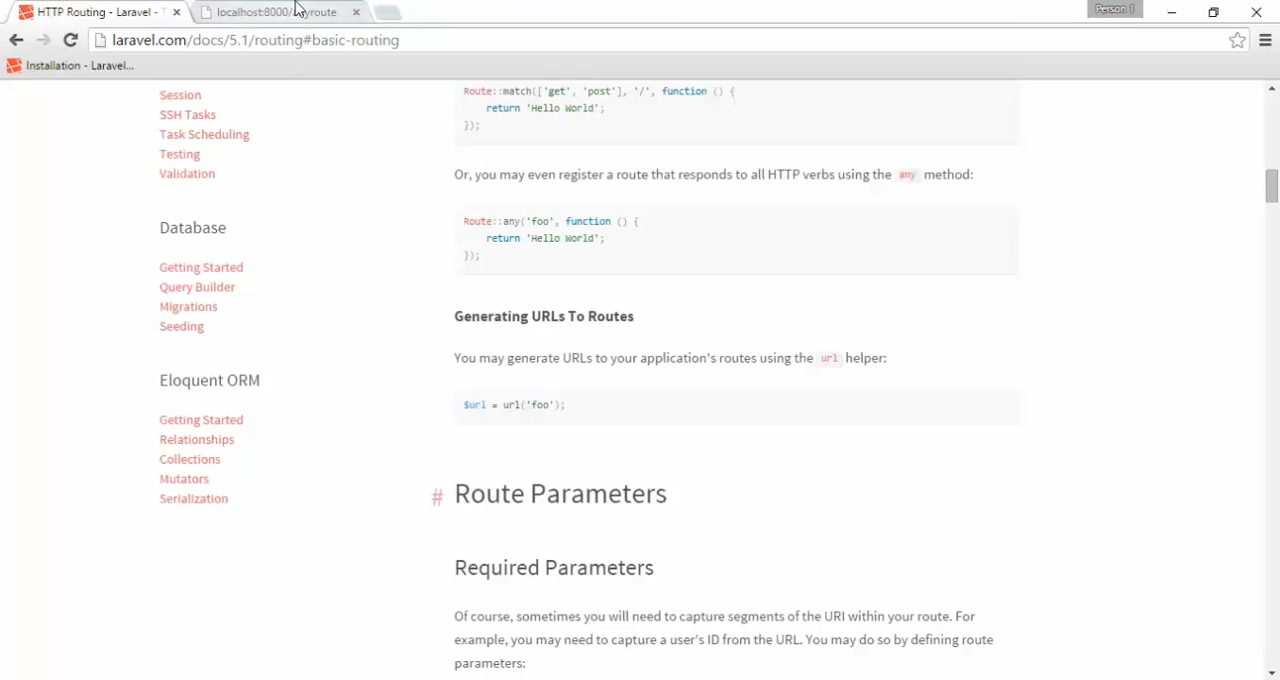 HTTP Routing - Laravel -
localhost:8000/ route
Person 1
laravel.com/docs/5.1/routing#basic-routing
Installation - Laravel...
Session
SSH Tasks
Task Scheduling
Testing
Validation
Database
Getting Started
Query Builder
Migrations
Seeding
Eloquent ORM
Getting Started
Relationships
Collections
Mutators
Serialization
Route::match(['get', 'post'], '/', function () {
return 'Hello World';
});
Or, you may even register a route that responds to all HTTP verbs using the any method:
Route::any('foo', function () {
return 'Hello World';
});
Generating URLs To Routes
You may generate URLs to your application's routes using the url helper:
$url = url('foo');
# Route Parameters
Required Parameters
Of course, sometimes you will need to capture segments of the URI within your route. For
example, you may need to capture a user's ID from the URL. You may do so by defining route
parameters: